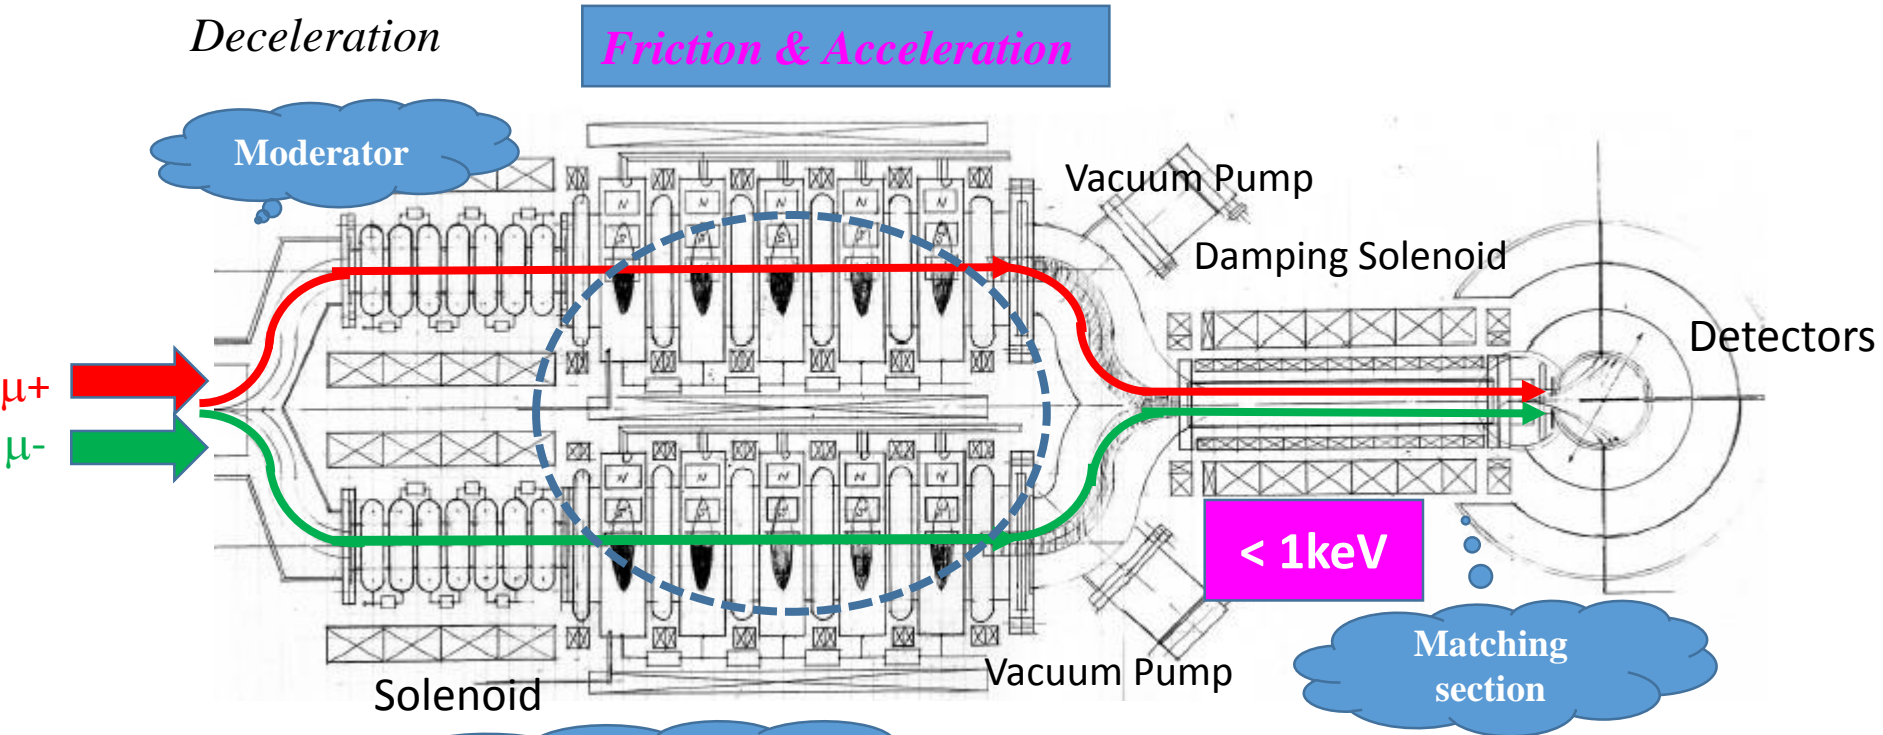 Deceleration
Friction & Acceleration
Moderator
Vacuum Pump
Damping Solenoid
Detectors
μ+
μ-
N N N N N
S S S S S
N N N N N
S S S S S
< 1keV
Matching
section
Vacuum Pump
Solenoid